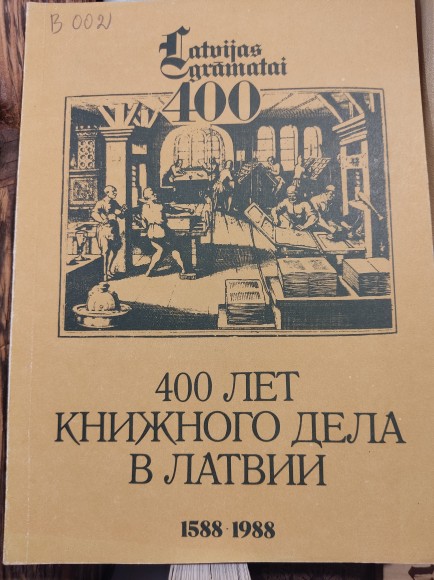 В 002
Latvijas
grāmatai
400
400 ЛЕТ
КНИЖНОГО ДЕЛА
В ЛАТВИИ
1588-1988